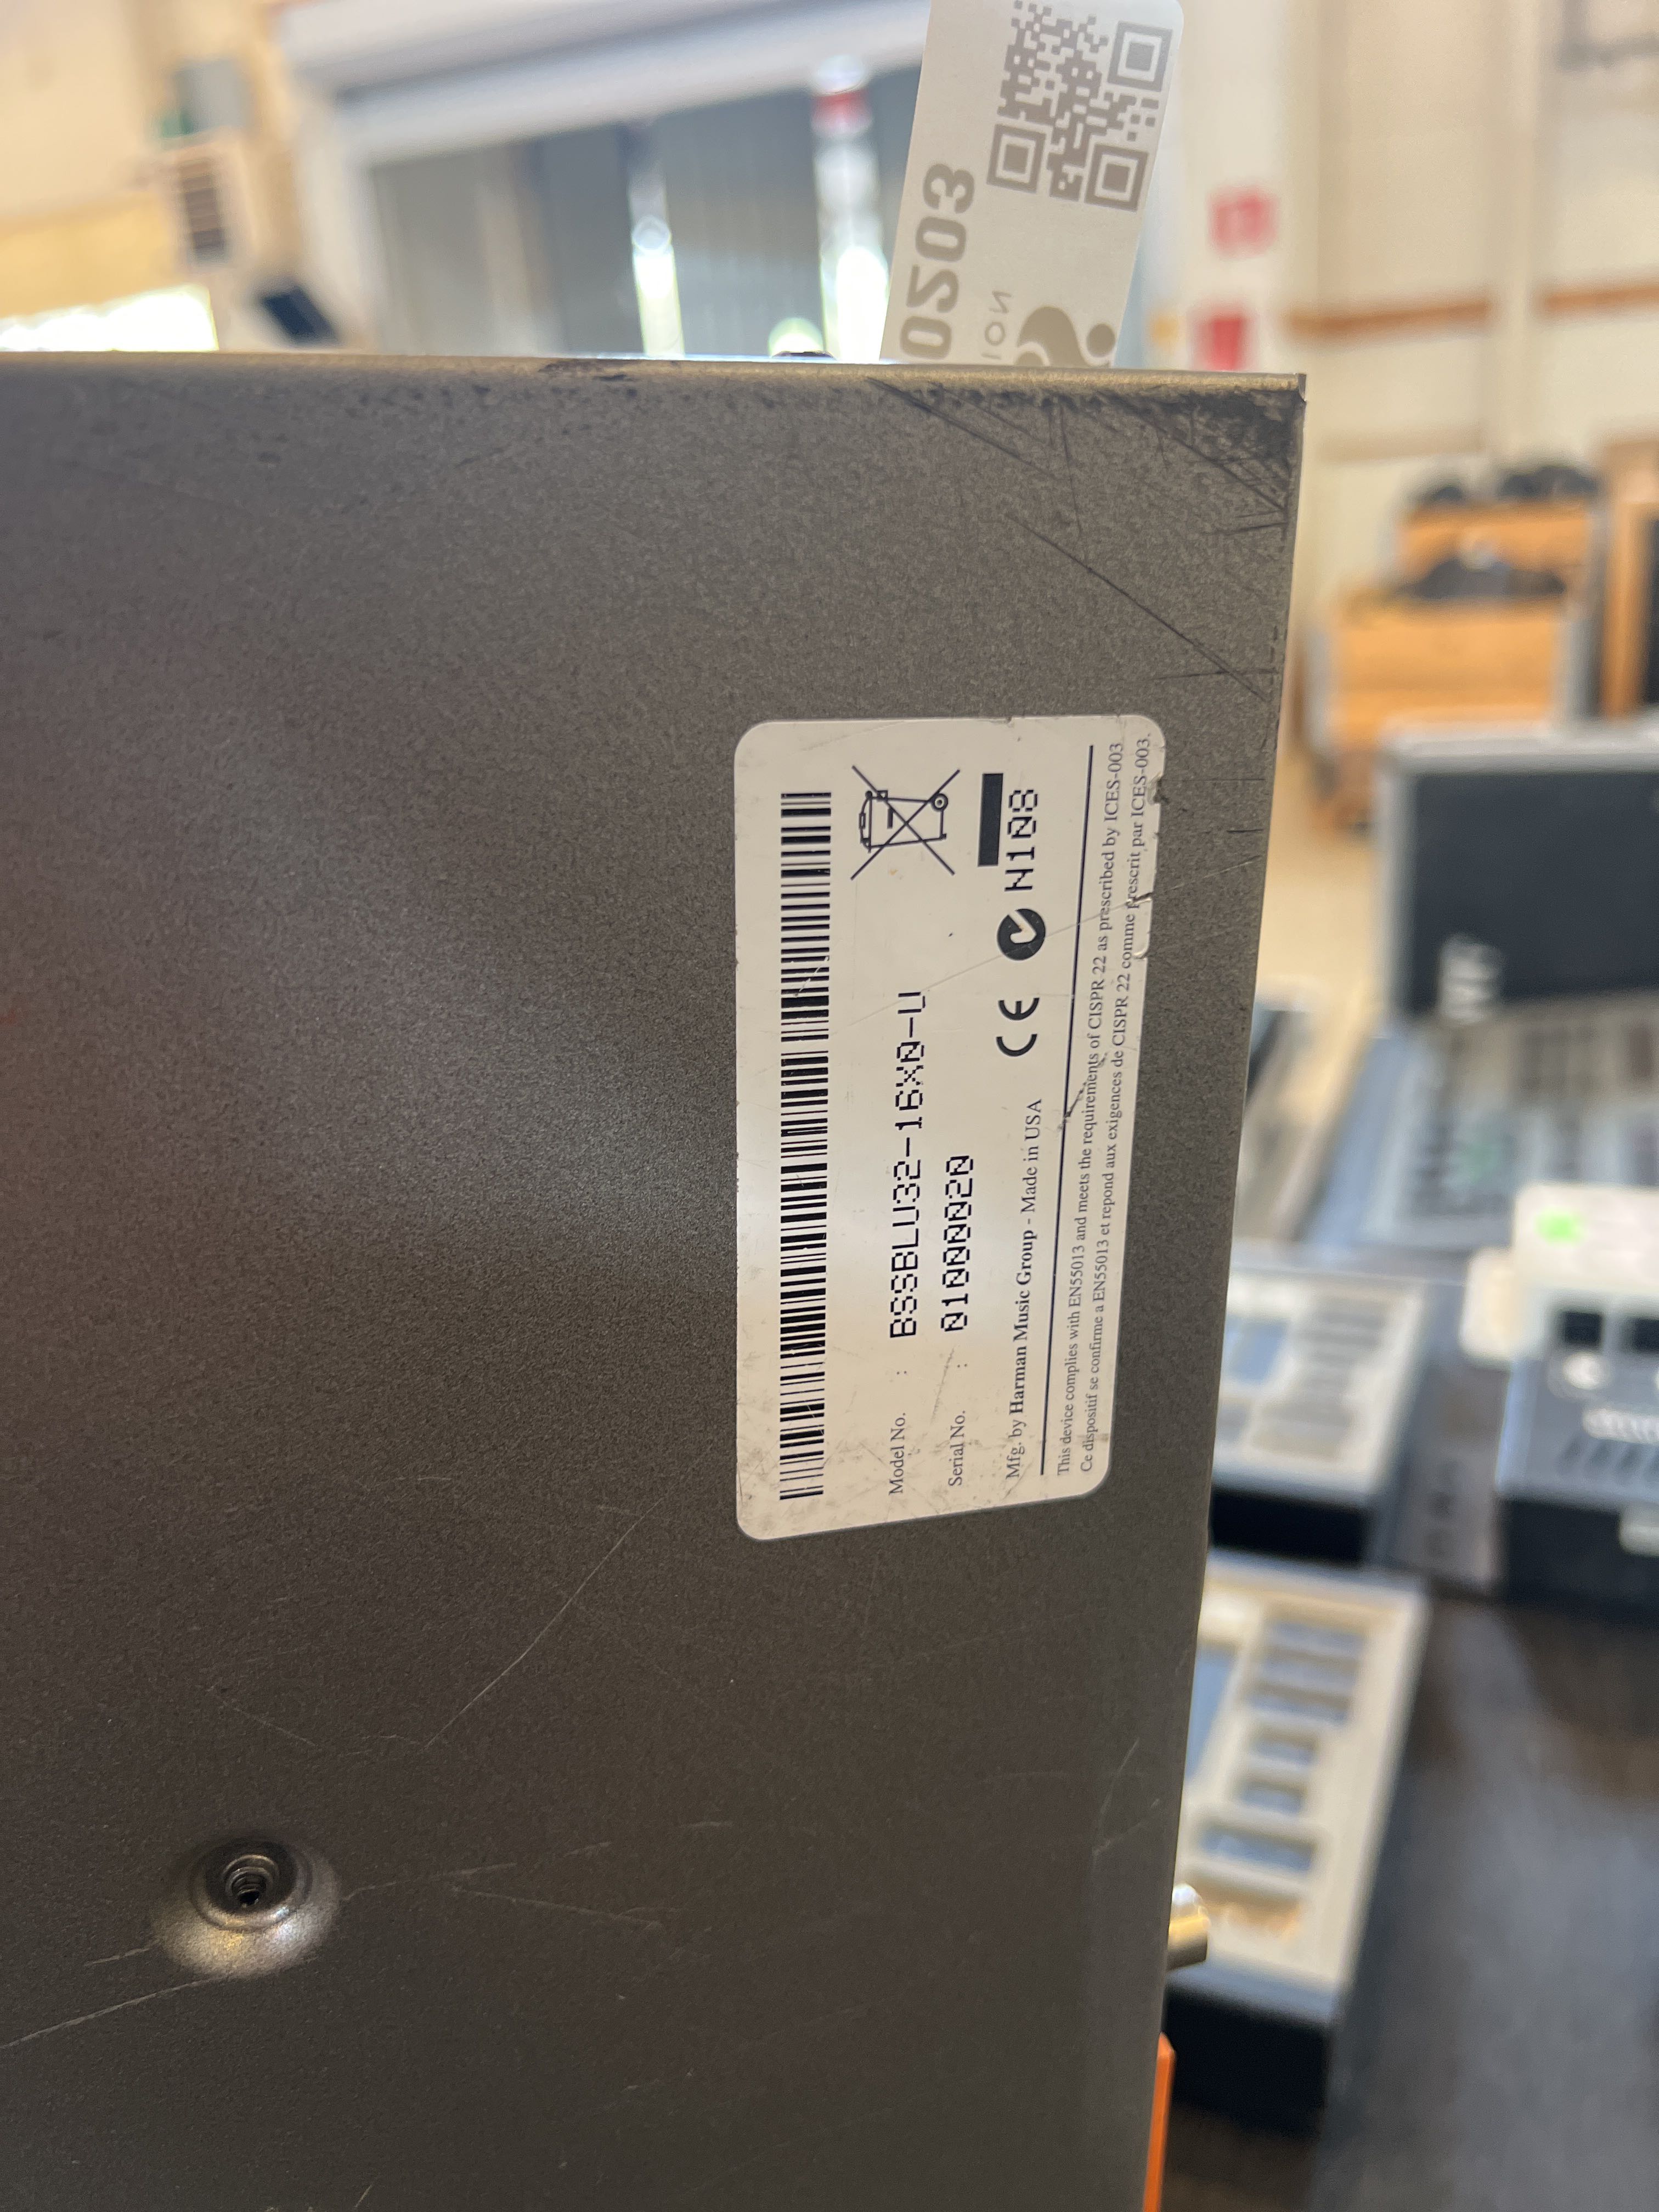 Model No. : BSSBLU32-16X0-U
Serial No. : 0100020
Mfg. by Harman Music Group - Made in USA
CE N108
This device complies with EN55013 and meets the requirements of CISPR 22 as prescribed by ICES-003
Ce dispositif se confirme a EN55013 et repond aux exigences de CISPR 22 comme prescrit par ICES-003.
0203
ION